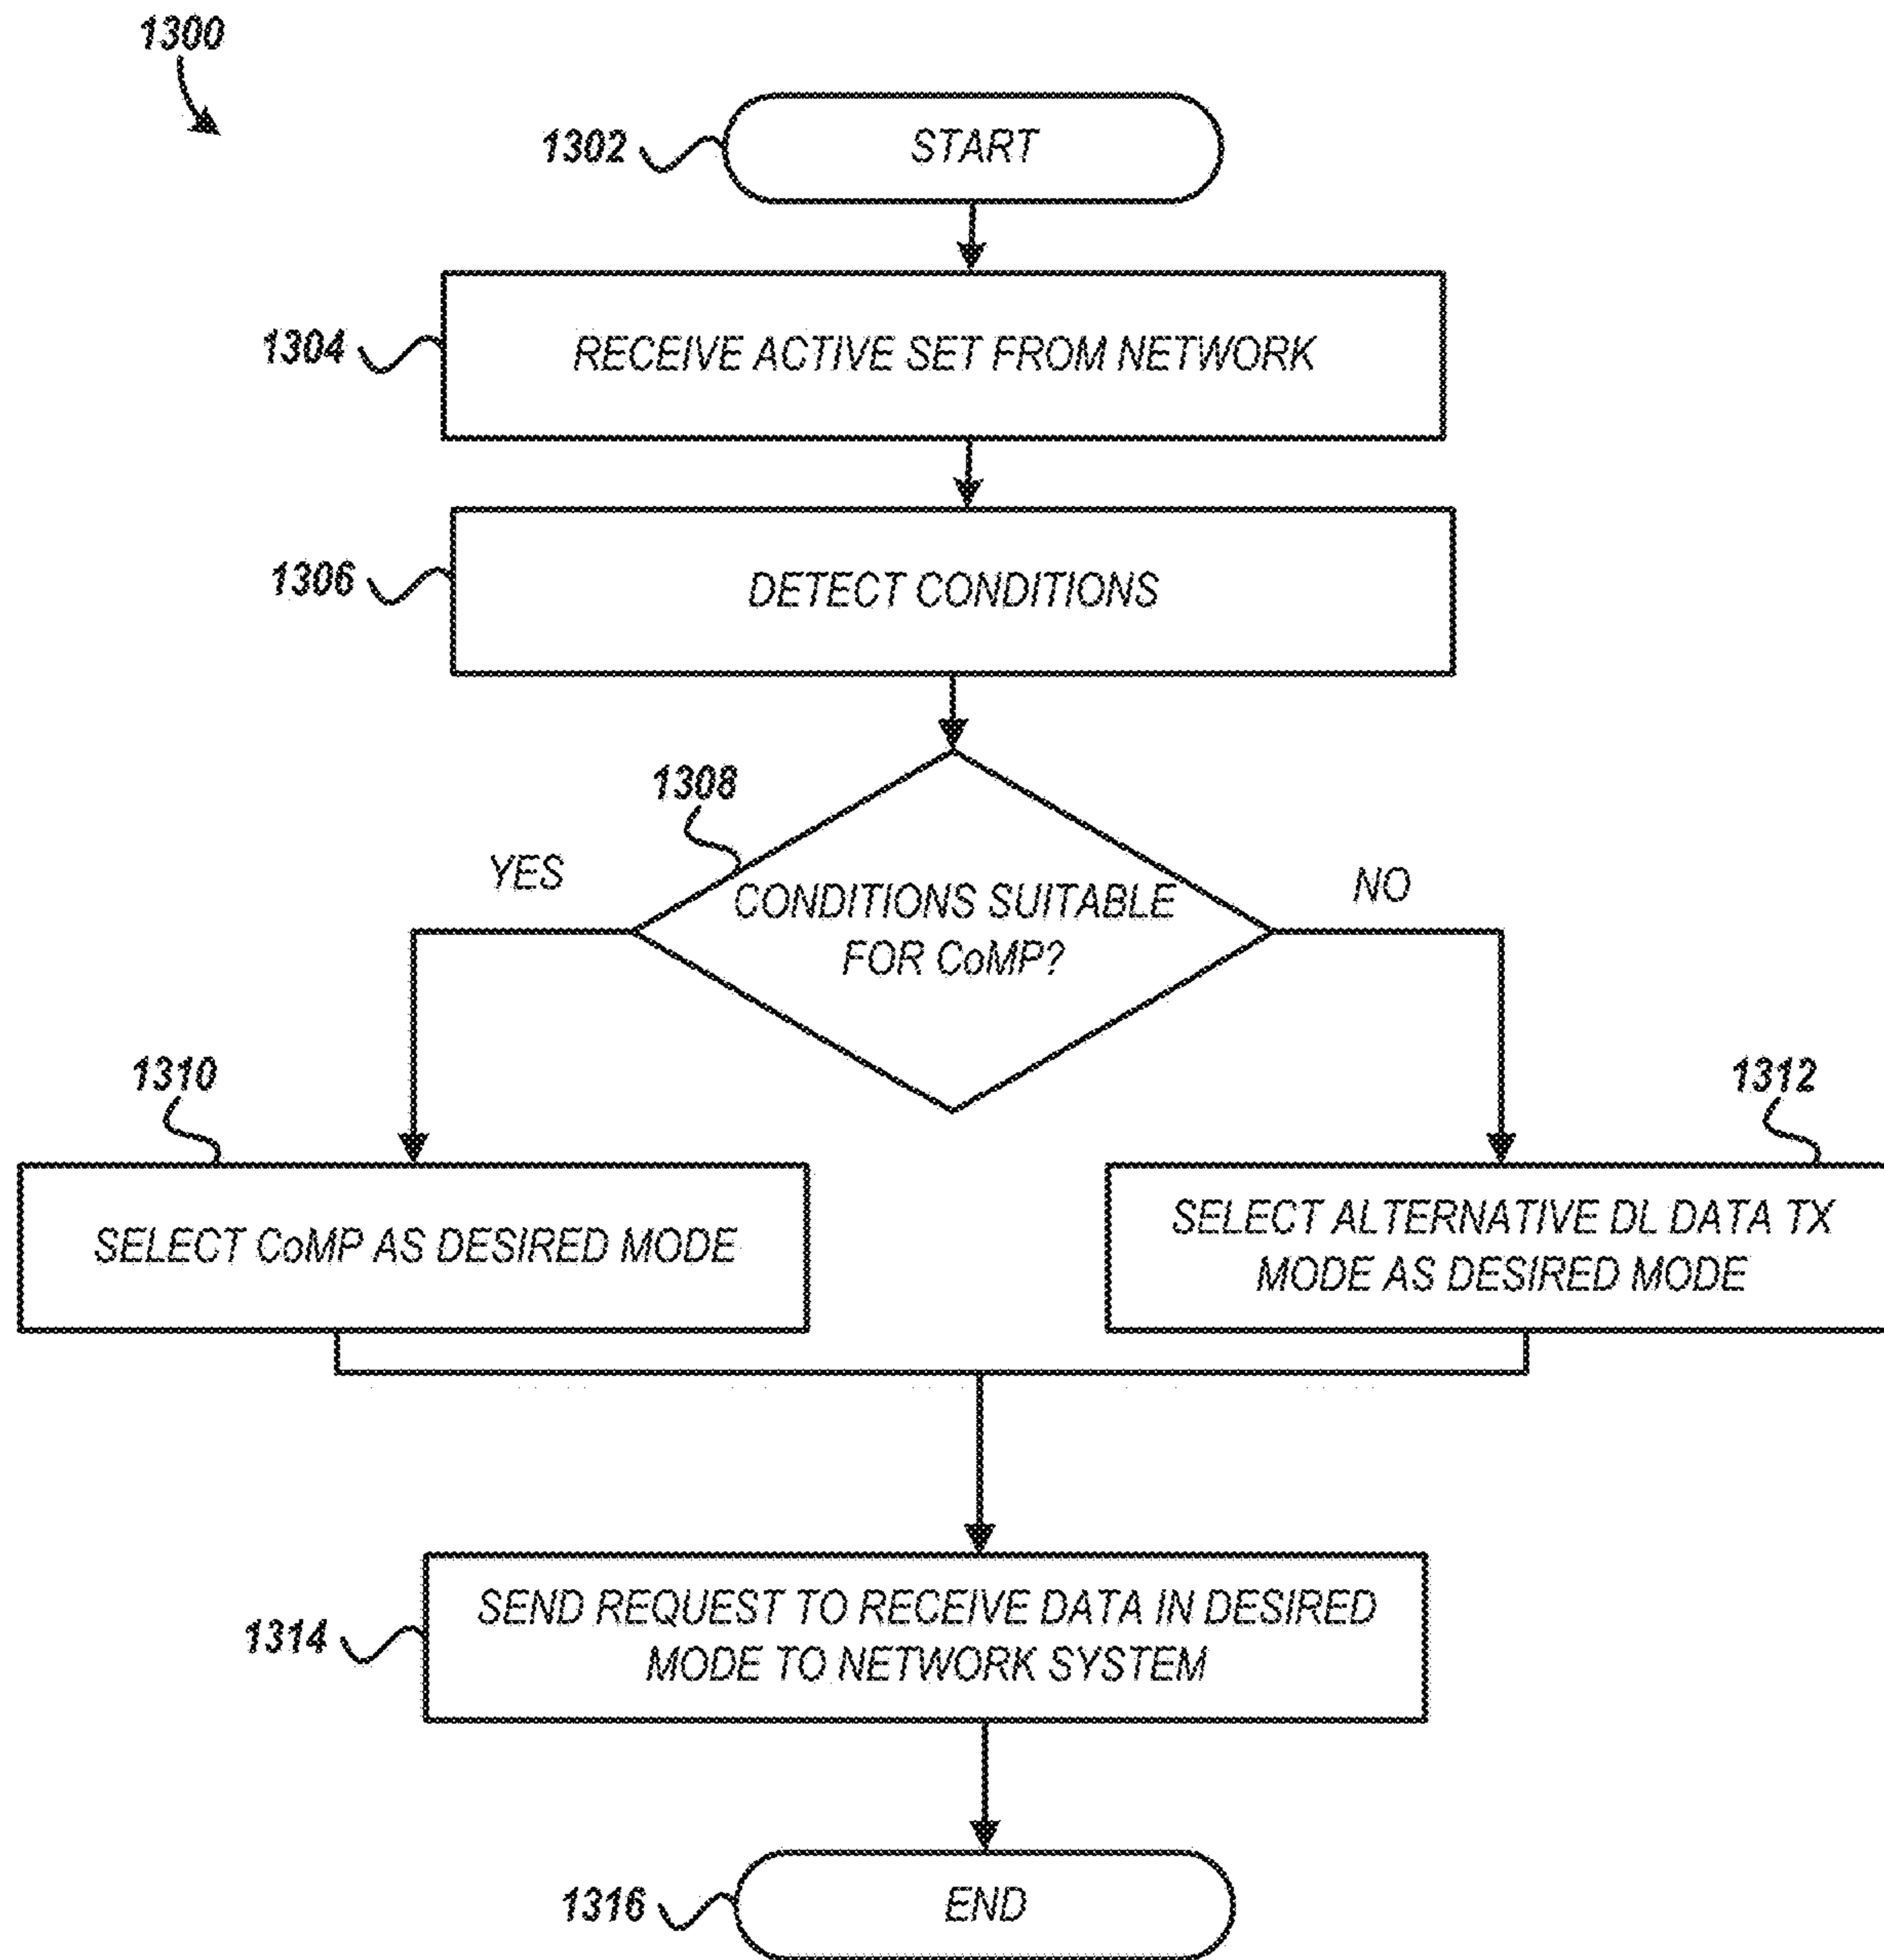 1300
1302
START
1304
RECEIVE ACTIVE SET FROM NETWORK
1306
DETECT CONDITIONS
1308
YES
NO
CONDITIONS SUITABLE
FOR CoMP?
1310
1312
SELECT CoMP AS DESIRED MODE
SELECT ALTERNATIVE DL DATA TX
MODE AS DESIRED MODE
1314
SEND REQUEST TO RECEIVE DATA IN DESIRED
MODE TO NETWORK SYSTEM
1316
END